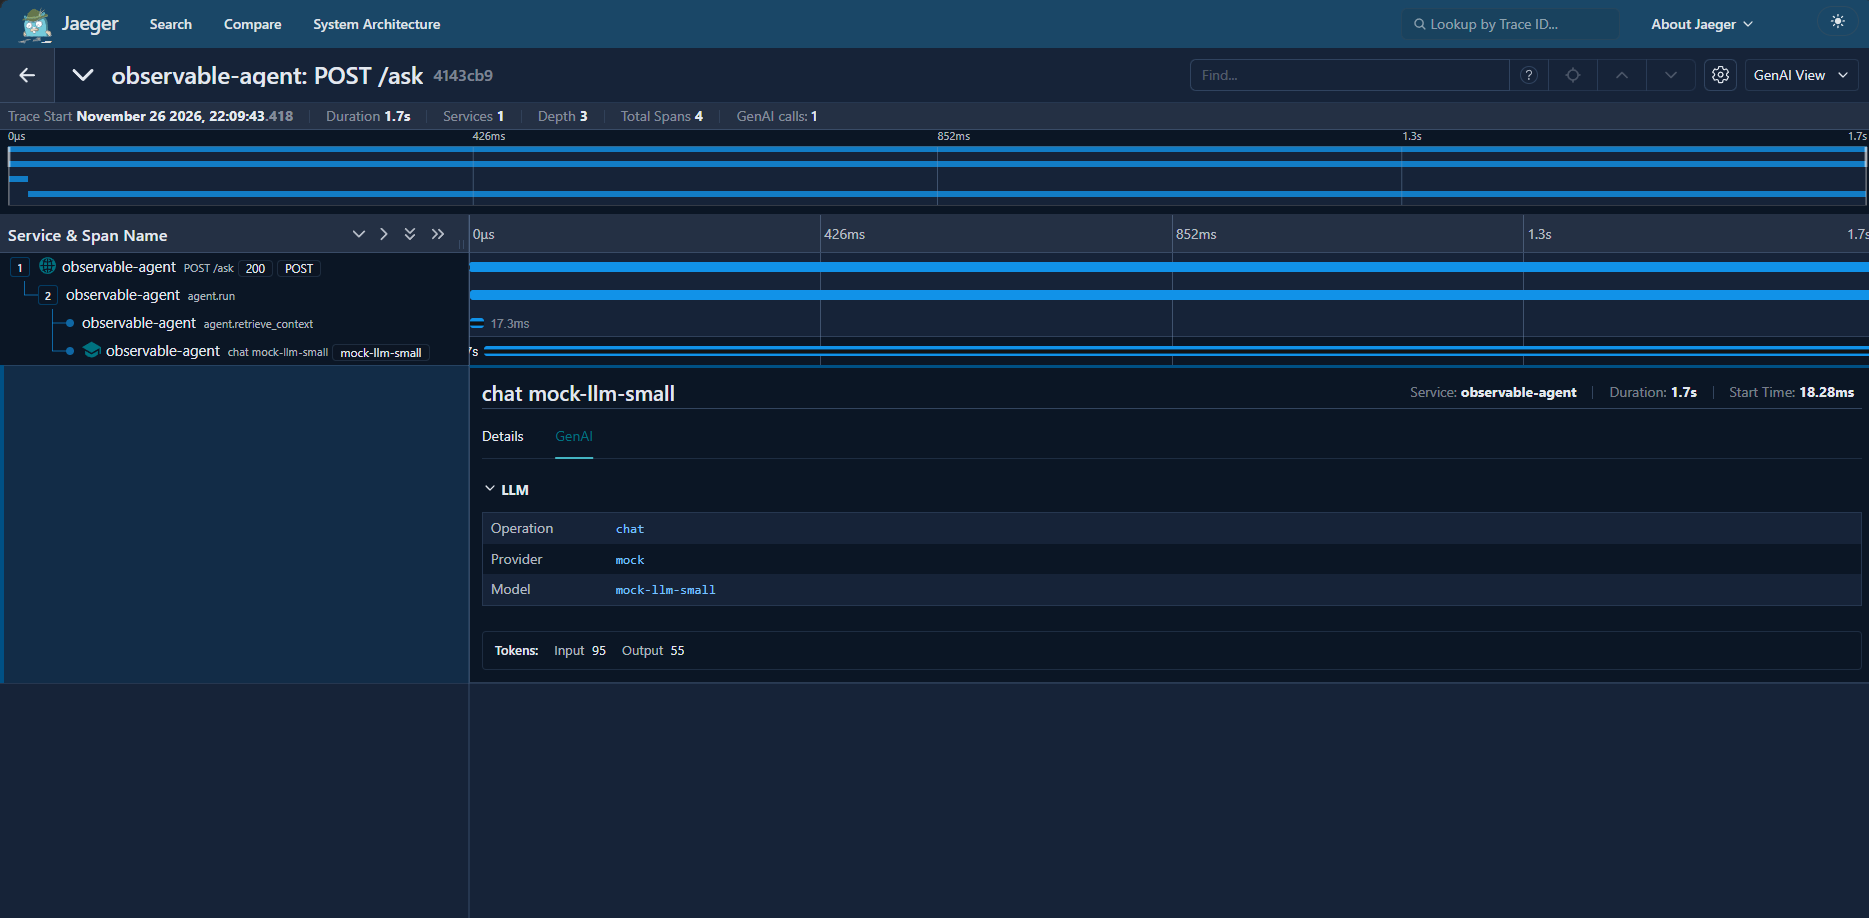 Jaeger Search Compare System Architecture Lookup by Trace ID... About Jaeger
observable-agent: POST /ask 4143cb9 Find... ? GenAI View
Trace Start November 26 2026, 22:09:43.418 Duration 1.7s Services 1 Depth 3 Total Spans 4 GenAI calls: 1
0μs 426ms 852ms 1.3s 1.7s
Service & Span Name 0μs 426ms 852ms 1.3s 1.7s
1 observable-agent POST /ask 200 POST
2 observable-agent agent.run
observable-agent agent.retrieve_context 17.3ms
observable-agent chat mock-llm-small mock-llm-small 7s
chat mock-llm-small Service: observable-agent Duration: 1.7s Start Time: 18.28ms
Details GenAI
LLM
Operation chat
Provider mock
Model mock-llm-small
Tokens: Input 95 Output 55